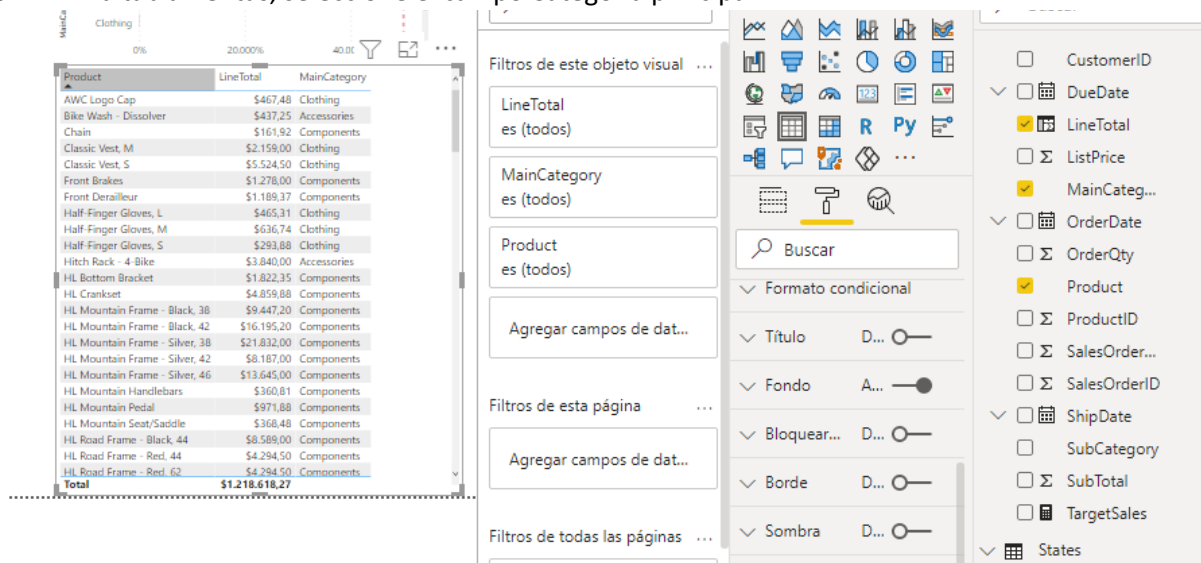 MainCa
Clothing
0%
20.000%
Product LineTotal MainCategory
AWC Logo Cap $467,48 Clothing
Bike Wash - Dissolver $437,25 Accessories
Chain $161,92 Components
Classic Vest, M $2.159,00 Clothing
Classic Vest, S $5.524,50 Clothing
Front Brakes $1.278,00 Components
Front Derailleur $1.189,37 Components
Half-Finger Gloves, L $465,31 Clothing
Half-Finger Gloves, M $636,74 Clothing
Half-Finger Gloves, S $293,88 Clothing
Hitch Rack - 4-Bike $3.840,00 Accessories
HL Bottom Bracket $1.822,35 Components
HL Crankset $4.859,88 Components
HL Mountain Frame - Black, 38 $9.447,20 Components
HL Mountain Frame - Black, 42 $16.195,20 Components
HL Mountain Frame - Silver, 38 $21.832,00 Components
HL Mountain Frame - Silver, 42 $8.187,00 Components
HL Mountain Frame - Silver, 46 $13.645,00 Components
HL Mountain Handlebars $360,81 Components
HL Mountain Pedal $971,88 Components
HL Mountain Seat/Saddle $368,48 Components
HL Road Frame - Black, 44 $8.589,00 Components
HL Road Frame - Red, 44 $4.294,50 Components
HL Road Frame - Red, 62 $4.294,50 Components
Total $1.218.618,27
Filtros de este objeto visual ...
LineTotal
es (todos)
MainCategory
es (todos)
Product
es (todos)
Agregar campos de dat...
Filtros de esta página ...
Agregar campos de dat...
Filtros de todas las páginas ...
123
R Py
...
Buscar
Formato condicional
Título D...
Fondo A...
Bloquear... D...
Borde D...
Sombra D...
CustomerID
DueDate
LineTotal
Σ ListPrice
MainCateg...
OrderDate
Σ OrderQty
Product
Σ ProductID
Σ SalesOrder...
Σ SalesOrderID
ShipDate
SubCategory
Σ SubTotal
TargetSales
States